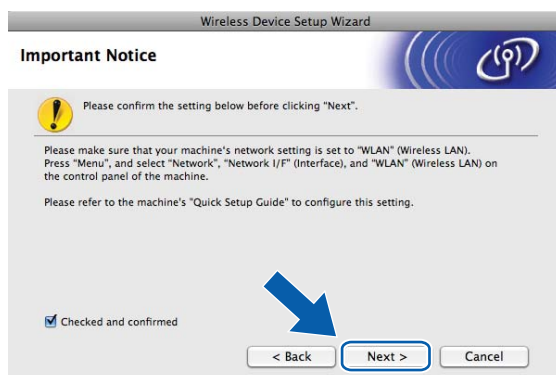 Wireless Device Setup Wizard
Important Notice
Please confirm the setting below before clicking "Next".
Please make sure that your machine's network setting is set to "WLAN" (Wireless LAN).
Press "Menu", and select "Network", "Network I/F" (Interface), and "WLAN" (Wireless LAN) on
the control panel of the machine.
Please refer to the machine's "Quick Setup Guide" to configure this setting.
Checked and confirmed
< Back
Next >
Cancel